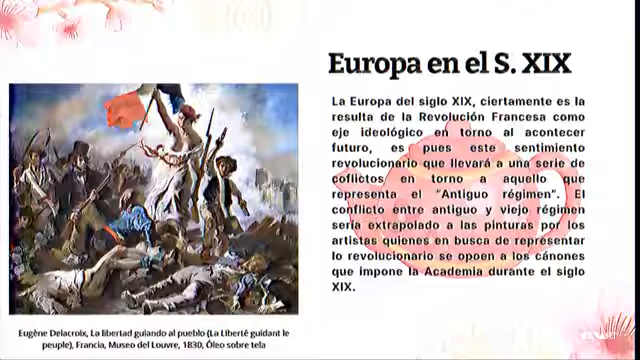 Europa en el S. XIX
La Europa del siglo XIX, ciertamente es la
resulta de la Revolución Francesa como
eje ideológico en torno al acontecer
futuro, es pues este sentimiento
revolucionario que llevará a una serie de
coflictos en torno a aquello que
representa el "Antiguo régimen". El
conflicto entre antiguo y viejo régimen
sería extrapolado a las pinturas por los
artistas quienes en busca de representar
lo revolucionario se opoen a los cánones
que impone la Academia durante el siglo
XIX.
Eugène Delacroix, La libertad guiando al pueblo (La Liberté guidant le
peuple), Francia, Museo del Louvre, 1830, Óleo sobre tela